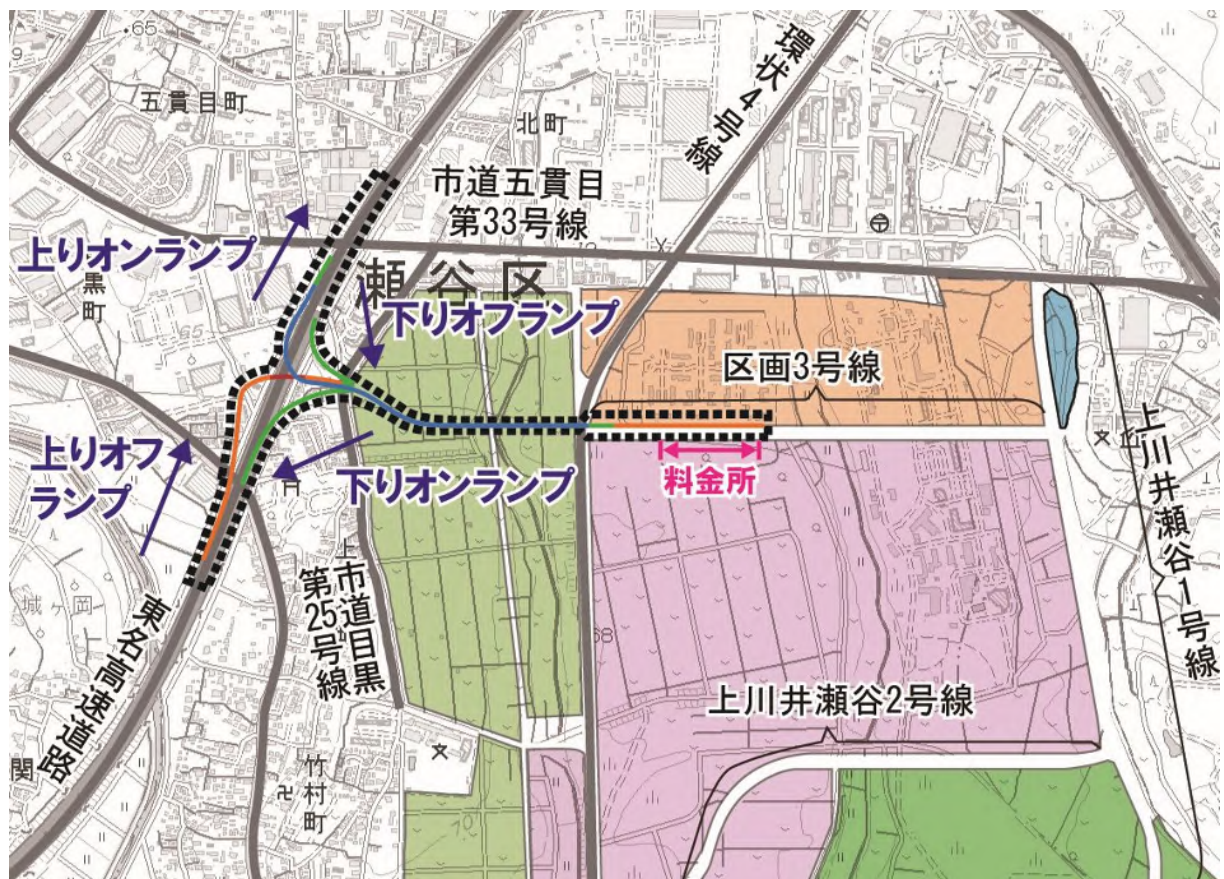 65
五貫目町
北町
環状4号線
市道五貫目
第33号線
上りオンランプ
黒町
瀬谷区
65
下りオフランプ
区画3号線
上りオフ
ランプ
下りオンランプ
料金所
上川井瀬谷1号線
城ヶ岡
上
市道目黒
第25号線
68
東名高速道路
上川井瀬谷2号線
関
竹村町
70